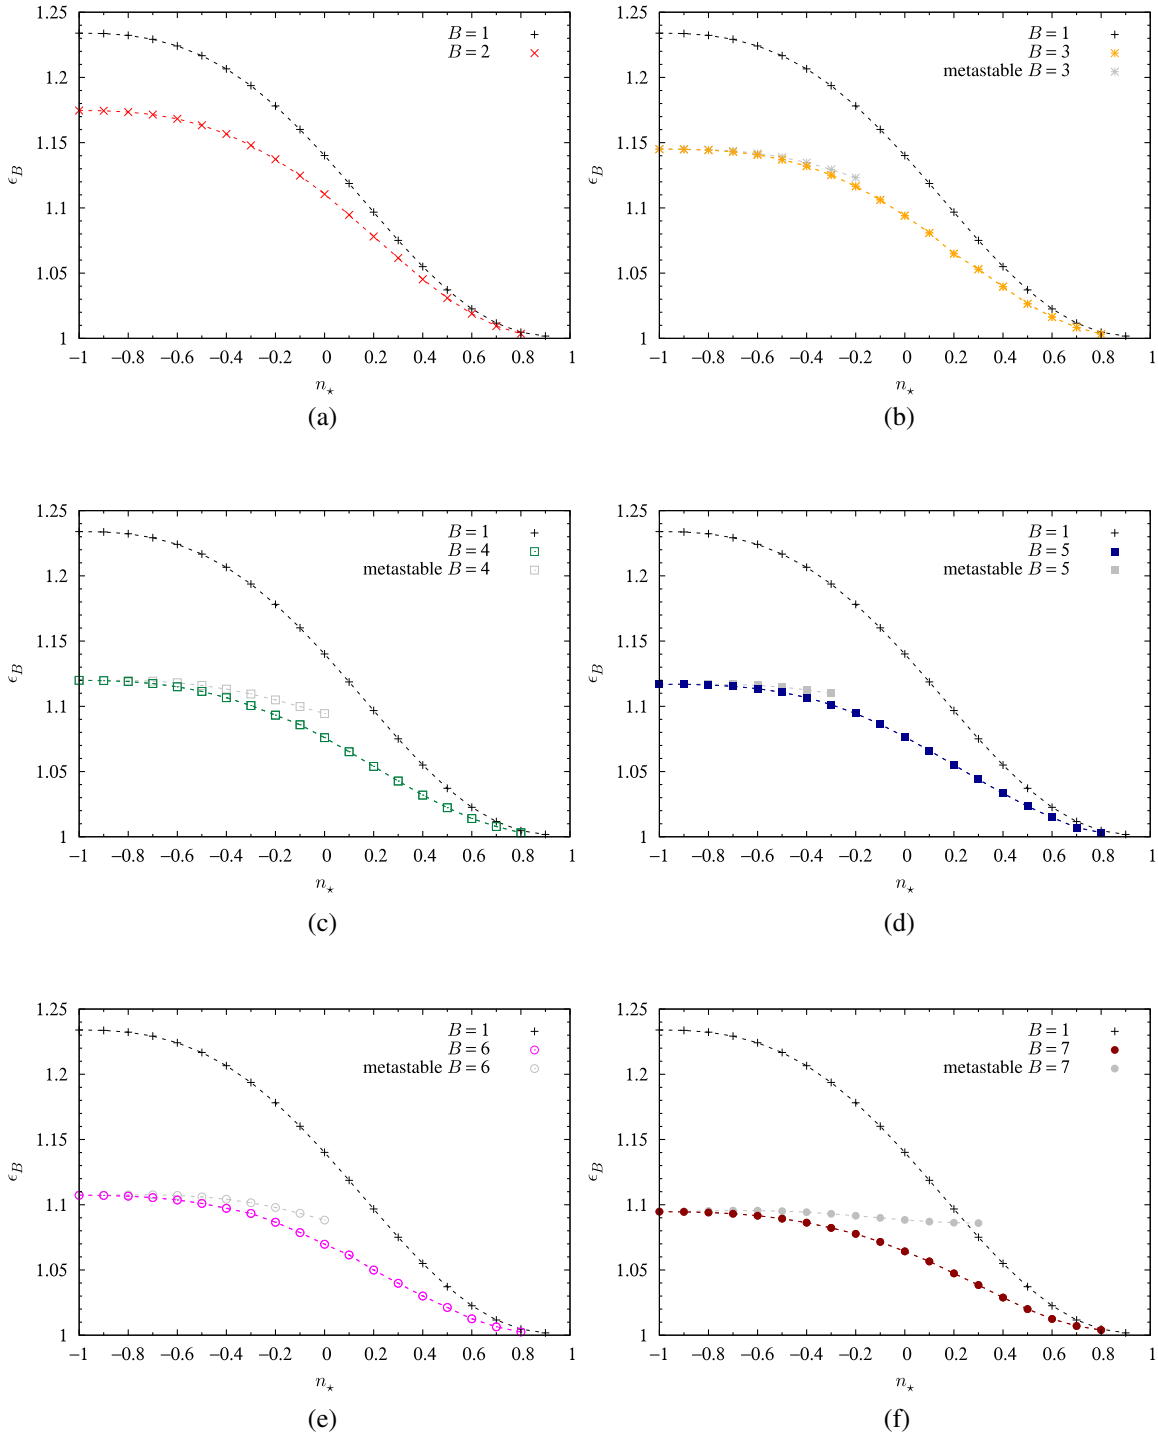 1.25
1.2
1.15
1.1
1.05
1
ϵ_B
−1 −0.8 −0.6 −0.4 −0.2 0 0.2 0.4 0.6 0.8 1
n⋆
B = 1
B = 2
(a)
1.25
1.2
1.15
1.1
1.05
1
ϵ_B
−1 −0.8 −0.6 −0.4 −0.2 0 0.2 0.4 0.6 0.8 1
n⋆
B = 1
B = 3
metastable B = 3
(b)
1.25
1.2
1.15
1.1
1.05
1
ϵ_B
−1 −0.8 −0.6 −0.4 −0.2 0 0.2 0.4 0.6 0.8 1
n⋆
B = 1
B = 4
metastable B = 4
(c)
1.25
1.2
1.15
1.1
1.05
1
ϵ_B
−1 −0.8 −0.6 −0.4 −0.2 0 0.2 0.4 0.6 0.8 1
n⋆
B = 1
B = 5
metastable B = 5
(d)
1.25
1.2
1.15
1.1
1.05
1
ϵ_B
−1 −0.8 −0.6 −0.4 −0.2 0 0.2 0.4 0.6 0.8 1
n⋆
B = 1
B = 6
metastable B = 6
(e)
1.25
1.2
1.15
1.1
1.05
1
ϵ_B
−1 −0.8 −0.6 −0.4 −0.2 0 0.2 0.4 0.6 0.8 1
n⋆
B = 1
B = 7
metastable B = 7
(f)